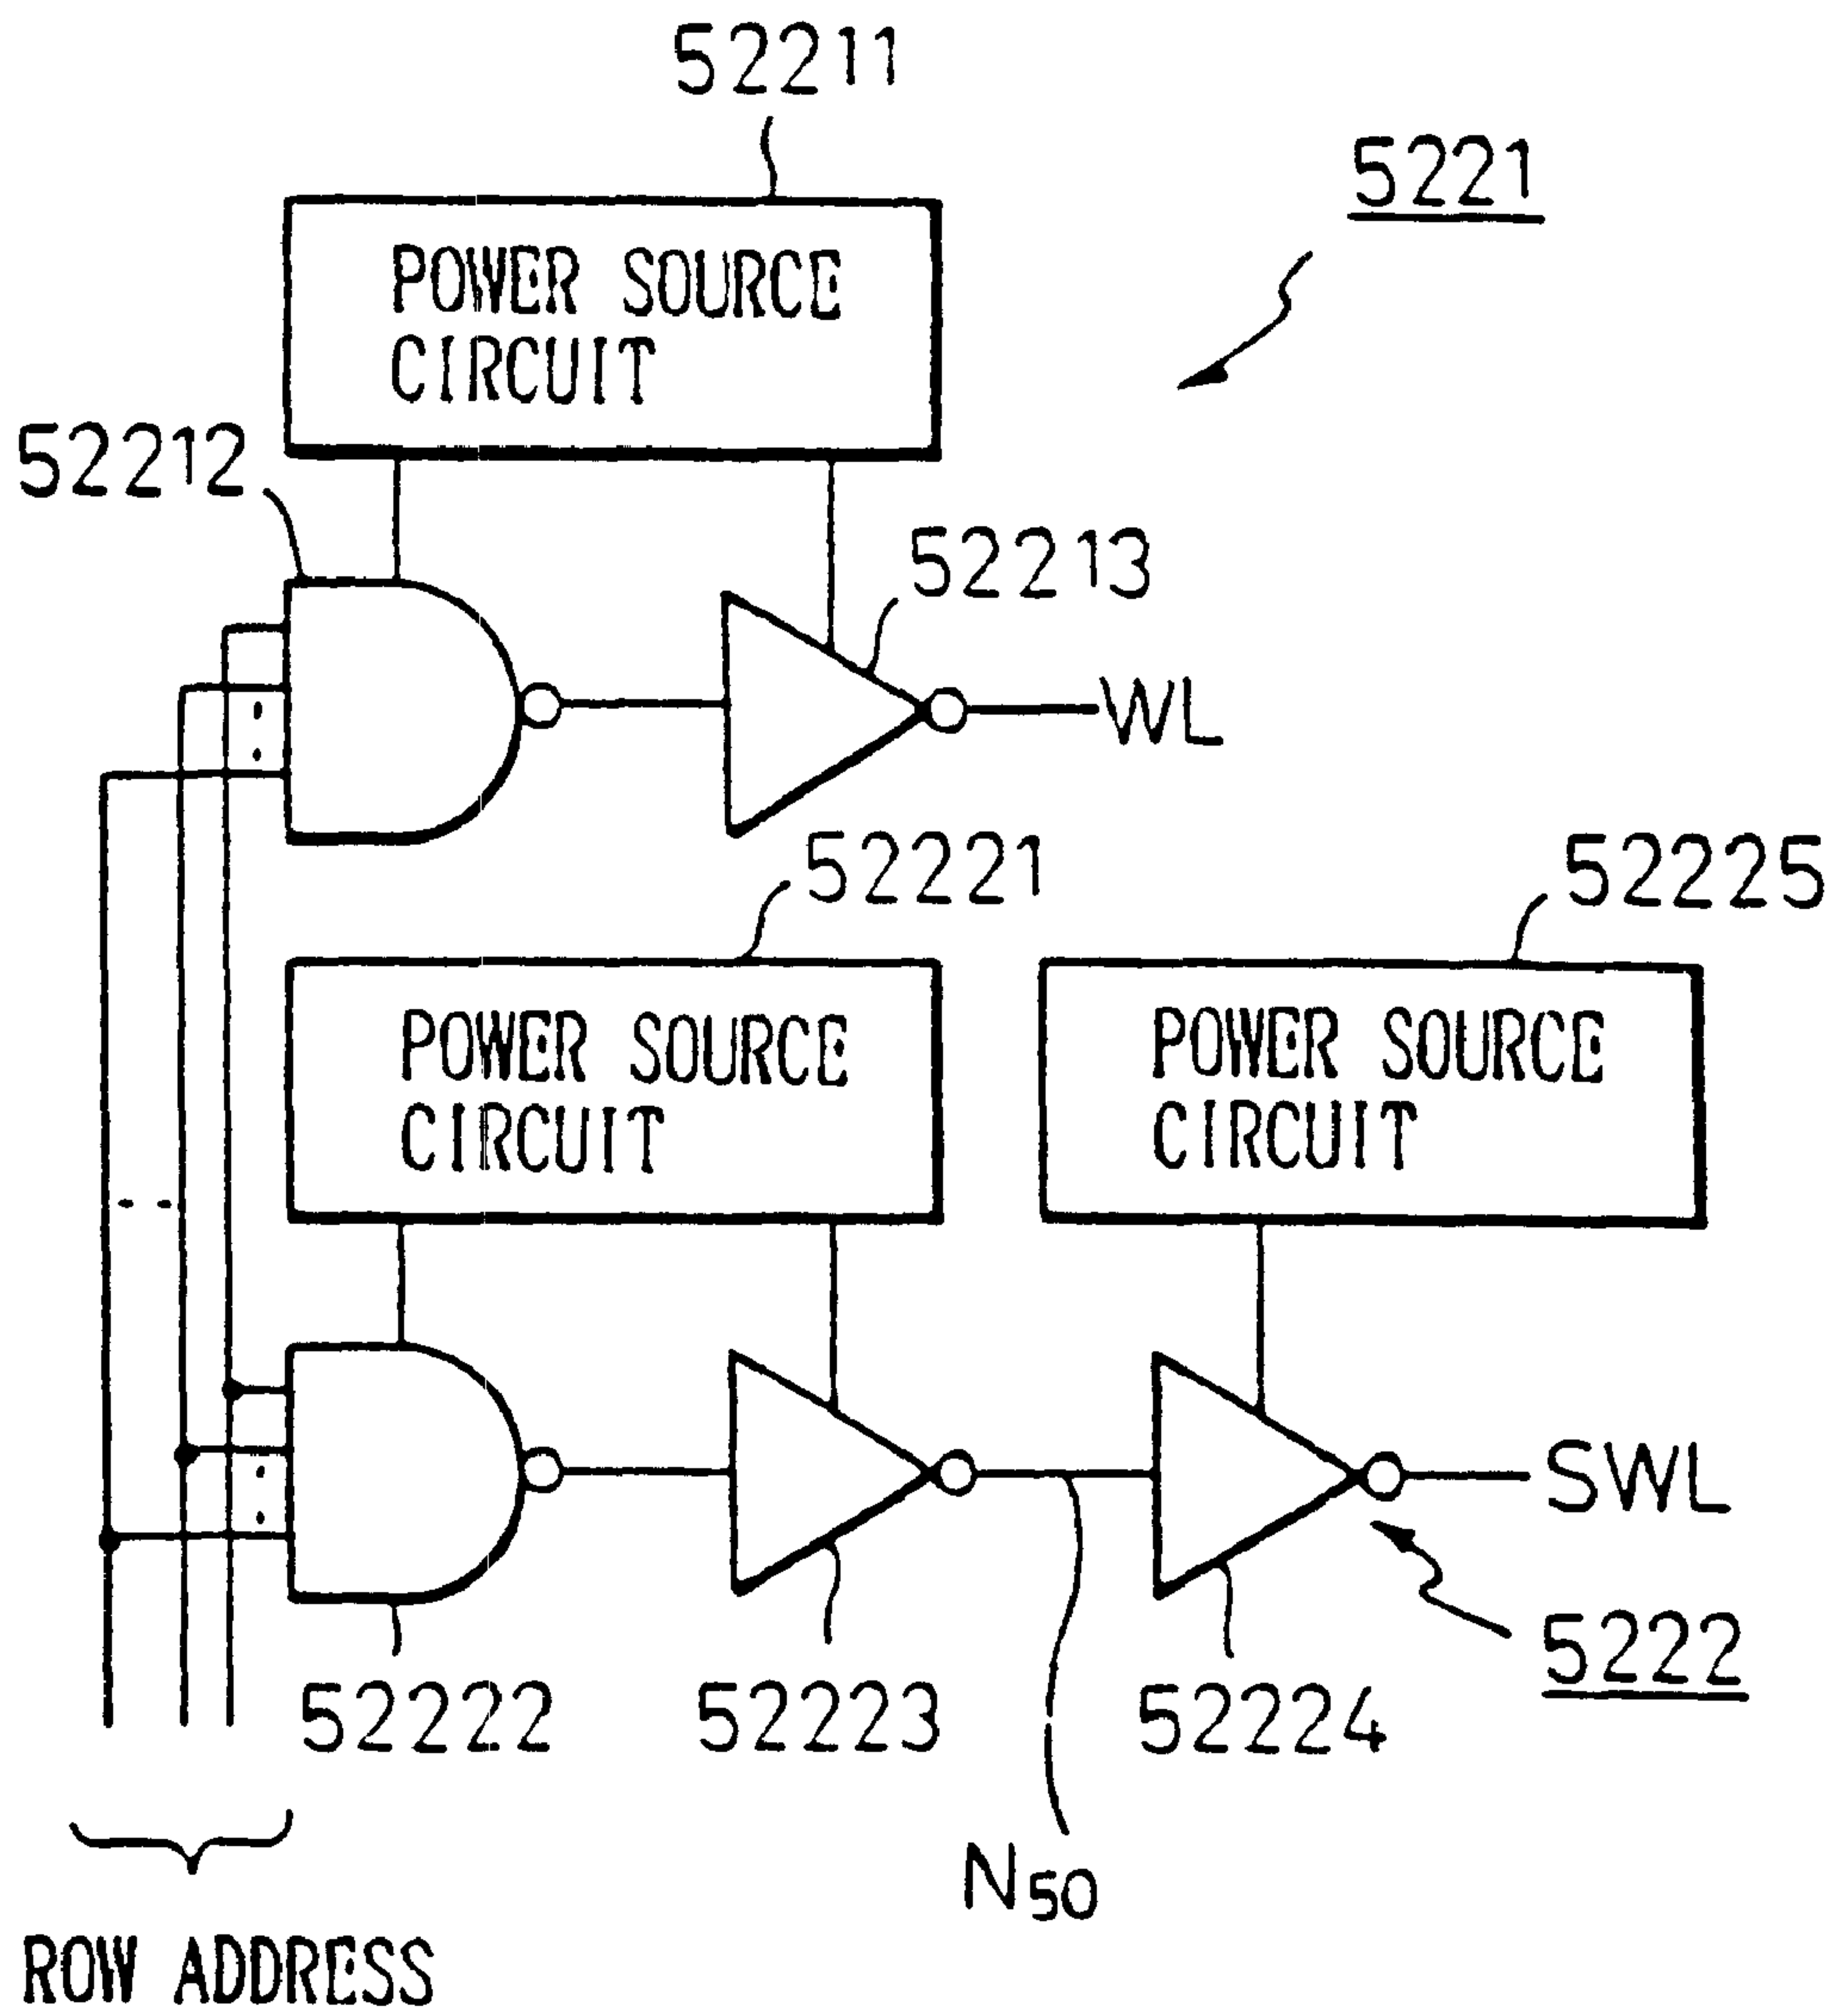 52211
5221
POWER SOURCE
CIRCUIT
52212
52213
WL
52221
52225
POWER SOURCE
CIRCUIT
POWER SOURCE
CIRCUIT
SWL
5222
52222
52223
52224
N50
ROW ADDRESS